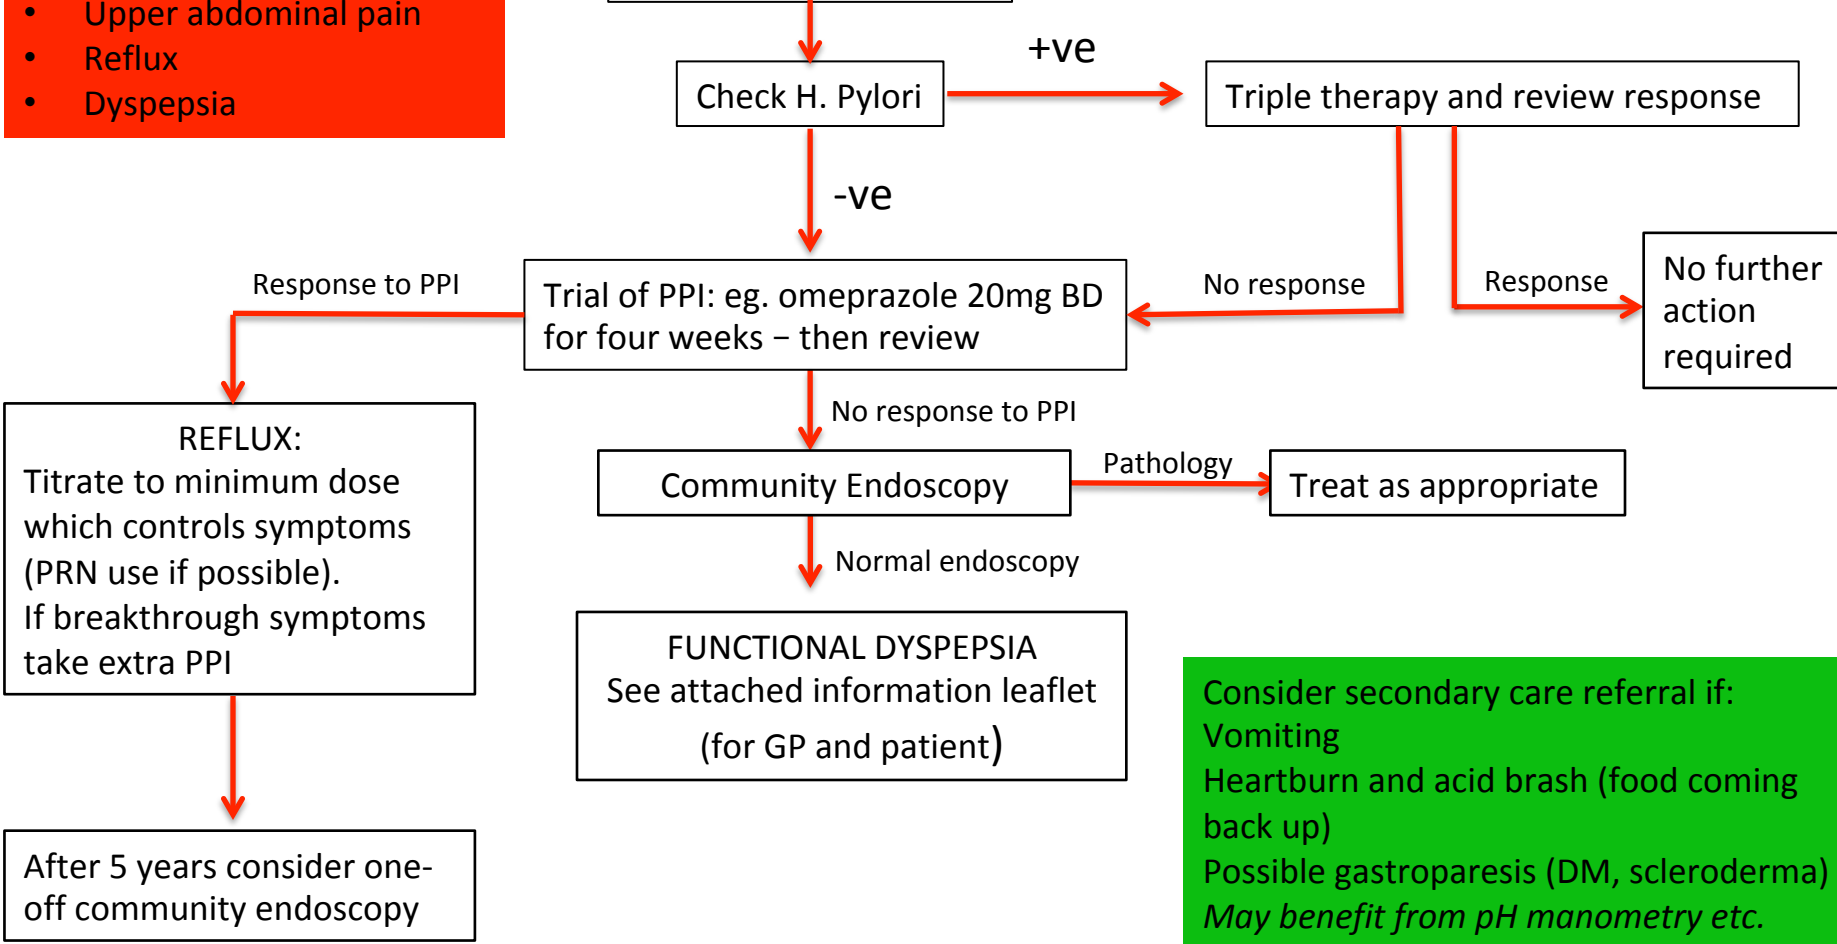 • Upper abdominal pain
• Reflux
• Dyspepsia
Check H. Pylori
+ve
Triple therapy and review response
-ve
Response to PPI
Trial of PPI: eg. omeprazole 20mg BD
for four weeks – then review
No response
Response
No further
action
required
No response to PPI
REFLUX:
Titrate to minimum dose
which controls symptoms
(PRN use if possible).
If breakthrough symptoms
take extra PPI
Community Endoscopy
Pathology
Treat as appropriate
Normal endoscopy
FUNCTIONAL DYSPEPSIA
See attached information leaflet
(for GP and patient)
After 5 years consider one-
off community endoscopy
Consider secondary care referral if:
Vomiting
Heartburn and acid brash (food coming
back up)
Possible gastroparesis (DM, scleroderma)
May benefit from pH manometry etc.